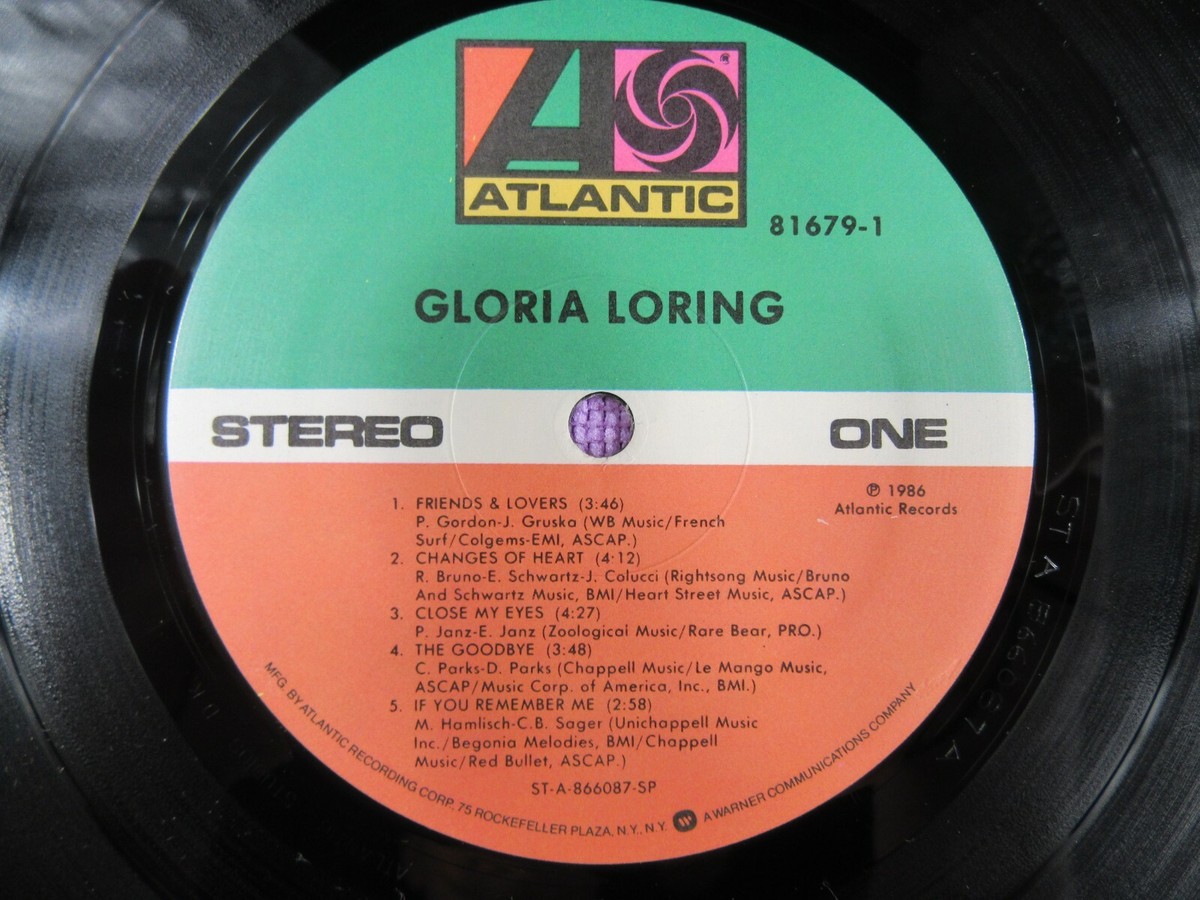 ®
ATLANTIC
81679-1
GLORIA LORING
STEREO
ONE
℗ 1986
Atlantic Records
1. FRIENDS & LOVERS (3:46)
P. Gordon-J. Gruska (WB Music/French
Surf/Colgems-EMI, ASCAP.)
2. CHANGES OF HEART (4:12)
R. Bruno-E. Schwartz-J. Colucci (Rightsong Music/Bruno
And Schwartz Music, BMI/Heart Street Music, ASCAP.)
3. CLOSE MY EYES (4:27)
P. Janz-E. Janz (Zoological Music/Rare Bear, PRO.)
4. THE GOODBYE (3:48)
C. Parks-D. Parks (Chappell Music/Le Mango Music,
ASCAP/Music Corp. of America, Inc., BMI.)
5. IF YOU REMEMBER ME (2:58)
M. Hamlisch-C.B. Sager (Unichappell Music
Inc./Begonia Melodies, BMI/Chappell
Music/Red Bullet, ASCAP.)
ST-A-866087-SP
MFG. BY ATLANTIC RECORDING CORP. 75 ROCKEFELLER PLAZA, N.Y., N.Y. A WARNER COMMUNICATIONS COMPANY